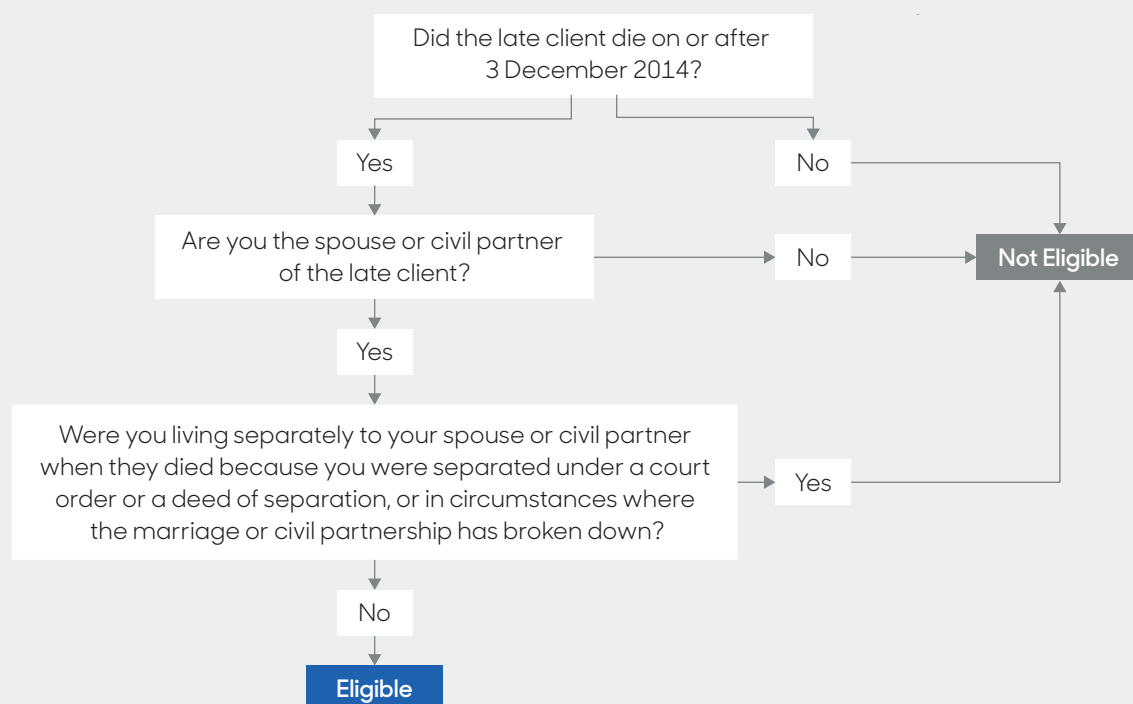 Did the late client die on or after
3 December 2014?
Yes
No
Are you the spouse or civil partner
of the late client?
No
Not Eligible
Yes
Were you living separately to your spouse or civil partner
when they died because you were separated under a court
order or a deed of separation, or in circumstances where
the marriage or civil partnership has broken down?
Yes
No
Eligible